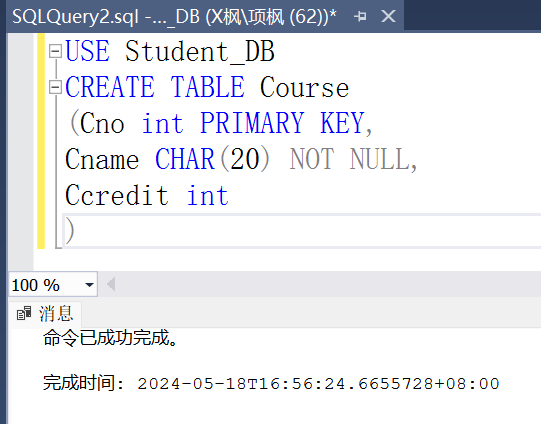 SQLQuery2.sql -..._DB (X枫\项枫 (62))*
USE Student_DB
CREATE TABLE Course
(Cno int PRIMARY KEY,
Cname CHAR(20) NOT NULL,
Ccredit int
)
100 %
消息
命令已成功完成。
完成时间: 2024-05-18T16:56:24.6655728+08:00